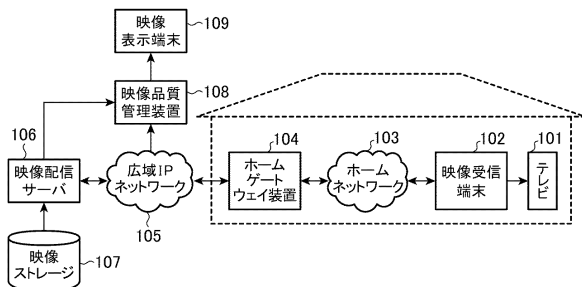 109
映像
表示端末
108
映像品質
管理装置
106
映像配信
サーバ
広域IP
ネットワーク
105
104
ホーム
ゲート
ウェイ装置
103
ホーム
ネットワーク
102
映像受信
端末
101
テレビ
映像
ストレージ
107